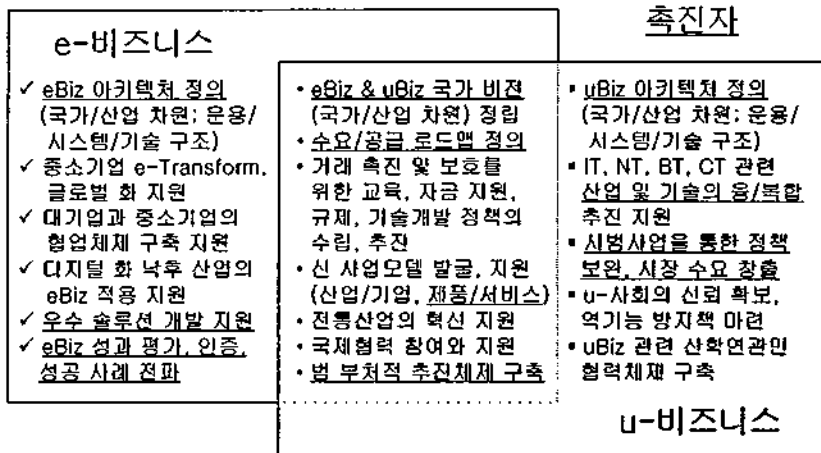 촉진자
e-비즈니스
✓ eBiz 아키텍처 정의
(국가/산업 차원: 운용/
시스템/기술 구조)
✓ 중소기업 e-Transform,
글로벌 화 지원
✓ 대기업과 중소기업의
협업체제 구축 지원
✓ 디지털 화 낙후 산업의
eBiz 적용 지원
✓ 우수 솔루션 개발 지원
✓ eBiz 성과 평가, 인증,
성공 사례 전파
• eBiz & uBiz 국가 비전
(국가/산업 차원) 정립
• 수요/공급 로드맵 정의
• 거래 촉진 및 보호를
위한 교육, 자금 지원,
규제, 기술개발 정책의
수립, 추진
• 신 사업모델 발굴, 지원
(산업/기업, 제품/서비스)
• 전통산업의 혁신 지원
• 국제협력 참여와 지원
• 범 부처적 추진체제 구축
▪ uBiz 아키텍처 정의
(국가/산업 차원: 운용/
시스템/기술 구조)
▪ IT, NT, BT, CT 관련
산업 및 기술의 융/복합
추진 지원
▪ 시범사업을 통한 정책
보완, 시장 수요 창출
▪ u-사회의 신뢰 확보,
역기능 방지책 마련
▪ uBiz 관련 산학연관민
협력체제 구축
u-비즈니스